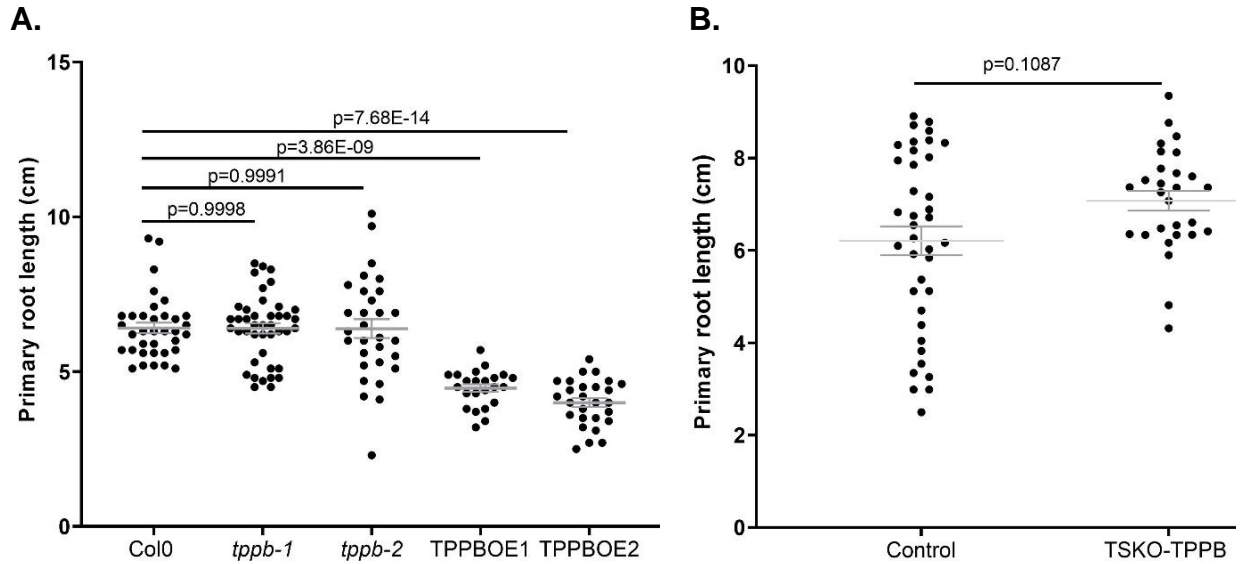 A.
Primary root length (cm)
15
10
5
0
p=7.68E-14
p=3.86E-09
p=0.9991
p=0.9998
Col0 tppb-1 tppb-2 TPPBOE1 TPPBOE2
B.
Primary root length (cm)
10
8
6
4
2
0
p=0.1087
Control TSKO-TPPB